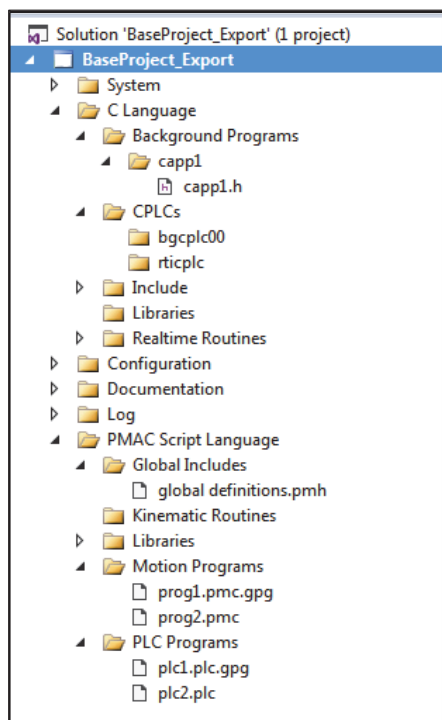 Solution 'BaseProject_Export' (1 project)
BaseProject_Export
System
C Language
Background Programs
capp1
capp1.h
CPLCs
bgcplc00
rticplc
Include
Libraries
Realtime Routines
Configuration
Documentation
Log
PMAC Script Language
Global Includes
global definitions.pmh
Kinematic Routines
Libraries
Motion Programs
prog1.pmc.gpg
prog2.pmc
PLC Programs
plc1.plc.gpg
plc2.plc